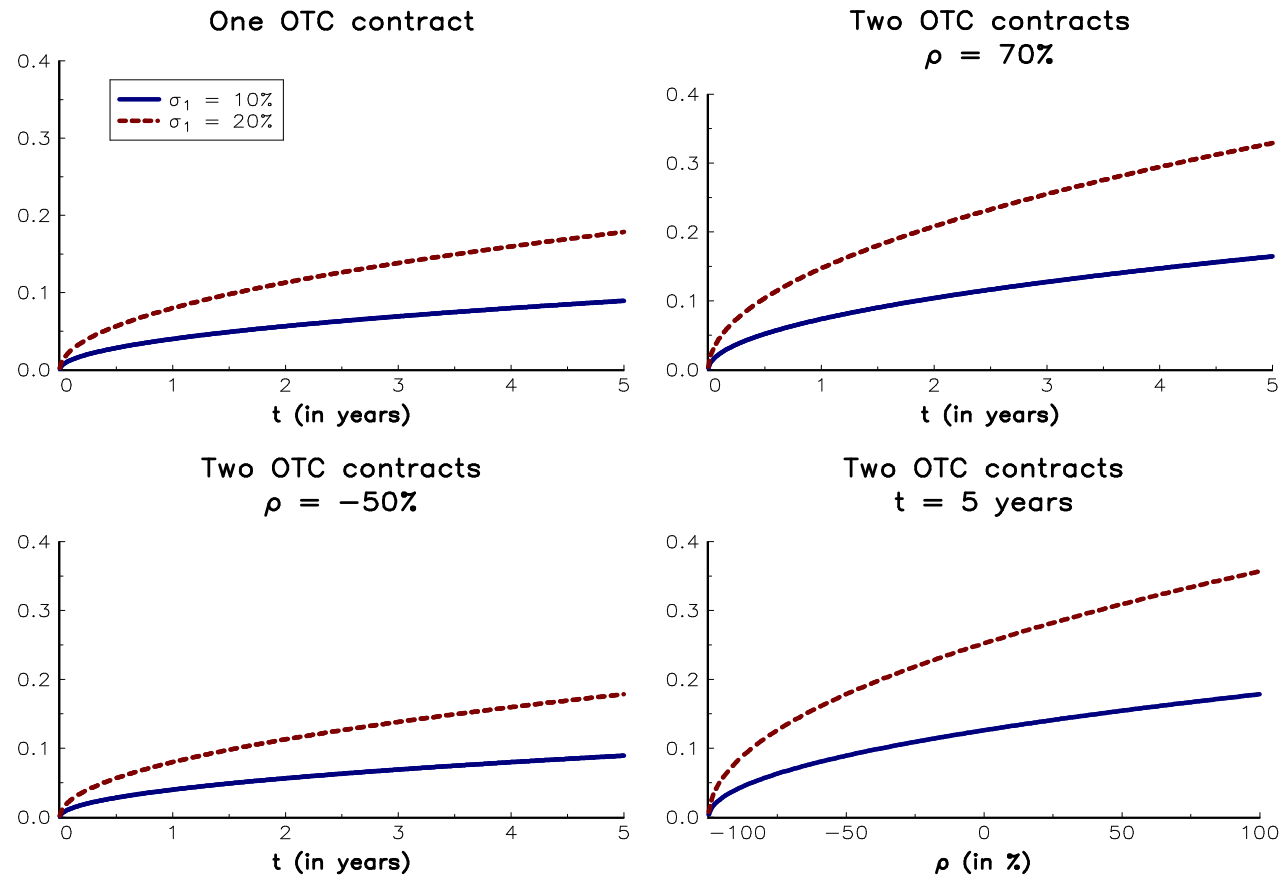 One OTC contract
0.4
0.3
0.2
0.1
0.0
σ1 = 10%
σ1 = 20%
0 1 2 3 4 5
t (in years)
Two OTC contracts
ρ = 70%
0.4
0.3
0.2
0.1
0.0
0 1 2 3 4 5
t (in years)
Two OTC contracts
ρ = −50%
0.4
0.3
0.2
0.1
0.0
0 1 2 3 4 5
t (in years)
Two OTC contracts
t = 5 years
0.4
0.3
0.2
0.1
0.0
−100 −50 0 50 100
ρ (in %)